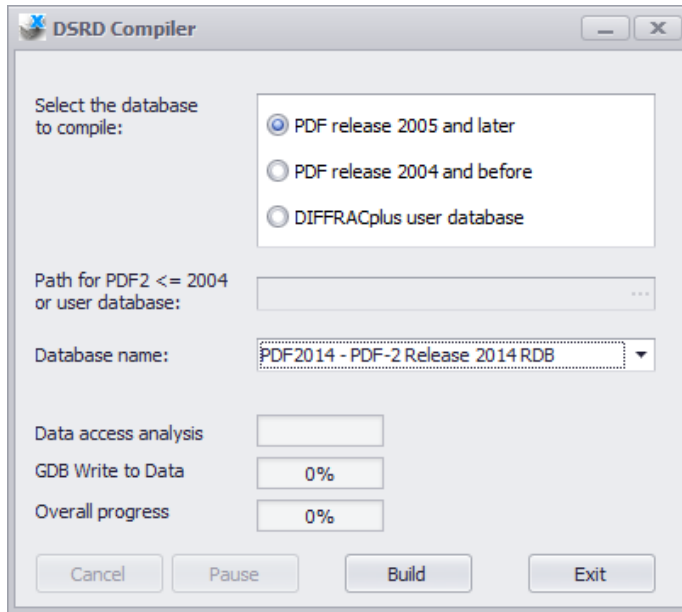 DSRD Compiler
Select the database
to compile:
PDF release 2005 and later
PDF release 2004 and before
DIFFRACplus user database
Path for PDF2 <= 2004
or user database:
...
Database name:
PDF2014 - PDF-2 Release 2014 RDB
Data access analysis
GDB Write to Data
0%
Overall progress
0%
Cancel
Pause
Build
Exit